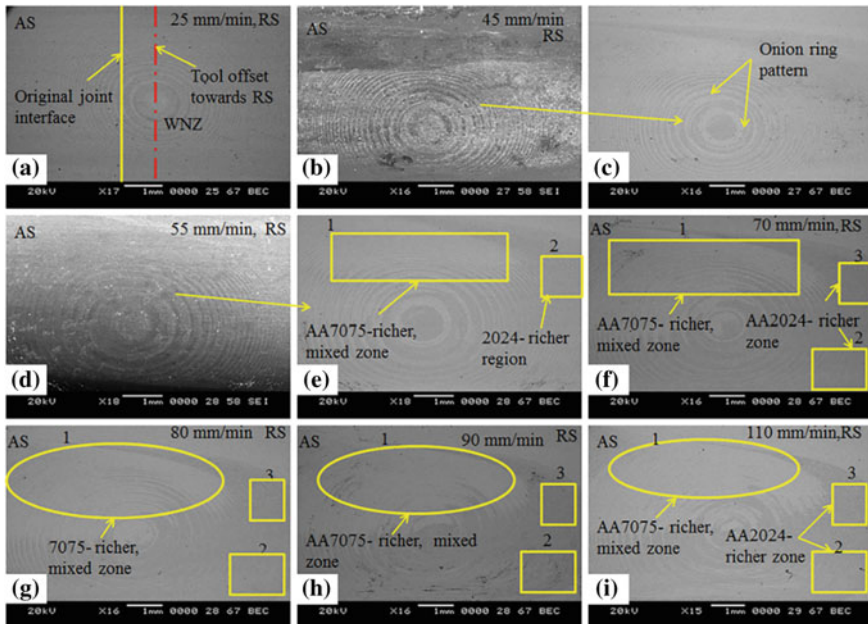 AS
25 mm/min, RS
Original joint
interface
Tool offset
towards RS
WNZ
(a)
20kV X17 1mm 0000 25 67 BEC
45 mm/min
RS
(b)
20kV X16 1mm 0000 27 58 SEI
Onion ring
pattern
(c)
20kV X16 1mm 0000 27 67 BEC
AS
55 mm/min, RS
(d)
20kV X18 1mm 0000 28 58 SEI
1
2
AA7075-richer,
mixed zone
2024- richer
region
(e)
20kV X18 1mm 0000 28 67 BEC
AS
70 mm/min, RS
1
3
AA7075- richer,
mixed zone
AA2024- richer
zone
2
(f)
20kV X16 1mm 0000 28 67 BEC
AS
80 mm/min RS
1
3
7075- richer,
mixed zone
2
(g)
20kV X16 1mm 0000 28 67 BEC
AS
90 mm/min RS
1
3
AA7075- richer, mixed
zone
2
(h)
20kV X16 1mm 0000 29 67 BEC
AS
110 mm/min, RS
1
3
AA7075- richer,
mixed zone
AA2024-
richer zone
2
(i)
20kV X15 1mm 0000 29 67 BEC